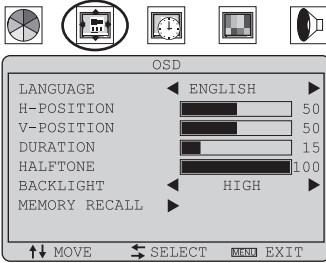 OSD
LANGUAGE ENGLISH
H-POSITION 50
V-POSITION 50
DURATION 15
HALFTONE 100
BACKLIGHT HIGH
MEMORY RECALL
MOVE SELECT MENU EXIT